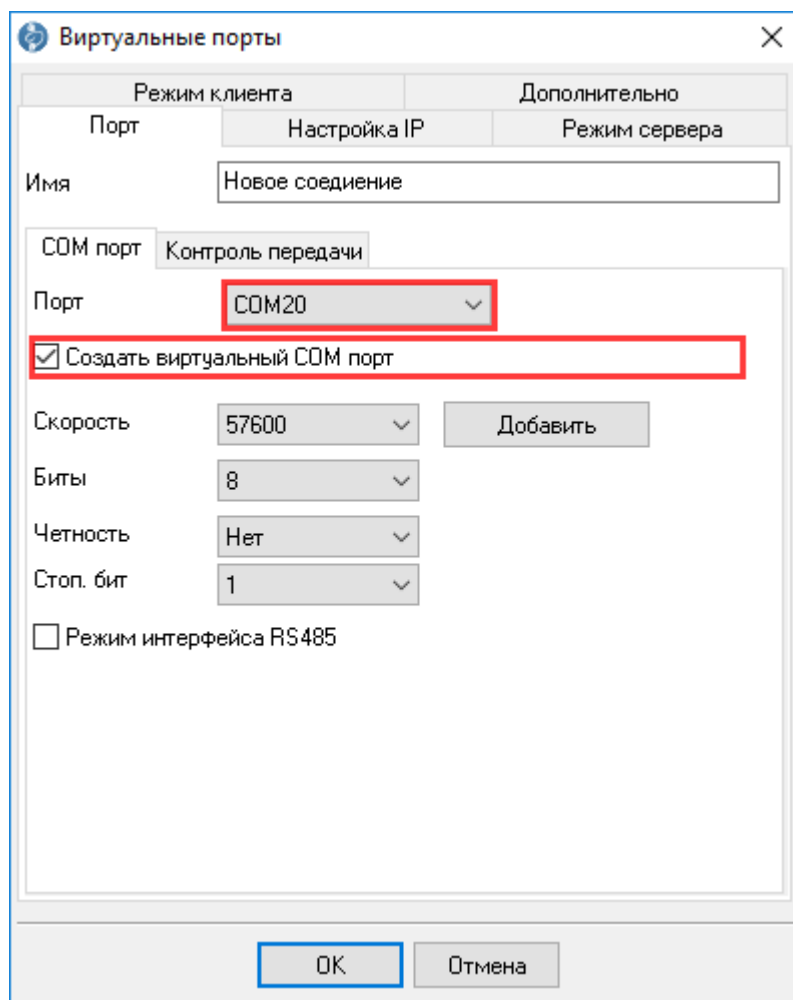 Виртуальные порты
Режим клиента Дополнительно
Порт Настройка IP Режим сервера
Имя Новое соедиение
COM порт Контроль передачи
Порт COM20
Создать виртуальный COM порт
Скорость 57600 Добавить
Биты 8
Четность Нет
Стоп. бит 1
Режим интерфейса RS485
OK Отмена